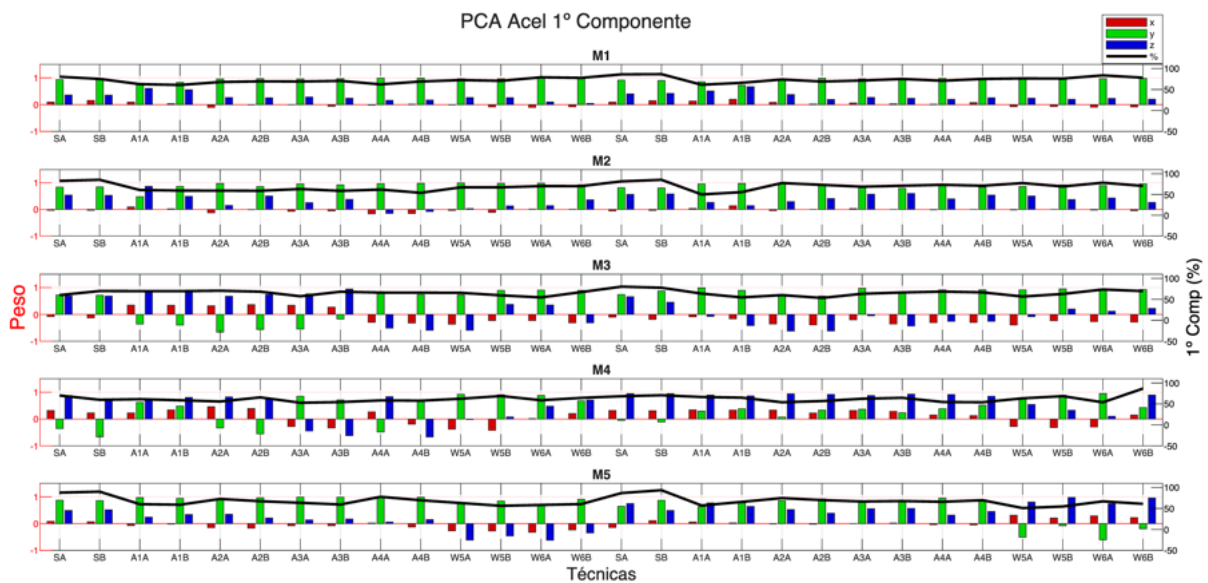 PCA Acel 1º Componente
x
y
z
%
M1
1
0
-1
100
50
0
-50
SA SB A1A A1B A2A A2B A3A A3B A4A A4B W5A W5B W6A W6B SA SB A1A A1B A2A A2B A3A A3B A4A A4B W5A W5B W6A W6B
M2
1
0
-1
100
50
0
-50
SA SB A1A A1B A2A A2B A3A A3B A4A A4B W5A W5B W6A W6B SA SB A1A A1B A2A A2B A3A A3B A4A A4B W5A W5B W6A W6B
M3
Peso
1
0
-1
100
50
0
-50
1º Comp (%)
SA SB A1A A1B A2A A2B A3A A3B A4A A4B W5A W5B W6A W6B SA SB A1A A1B A2A A2B A3A A3B A4A A4B W5A W5B W6A W6B
M4
1
0
-1
100
50
0
-50
SA SB A1A A1B A2A A2B A3A A3B A4A A4B W5A W5B W6A W6B SA SB A1A A1B A2A A2B A3A A3B A4A A4B W5A W5B W6A W6B
M5
1
0
-1
100
50
0
-50
SA SB A1A A1B A2A A2B A3A A3B A4A A4B W5A W5B W6A W6B SA SB A1A A1B A2A A2B A3A A3B A4A A4B W5A W5B W6A W6B
Técnicas